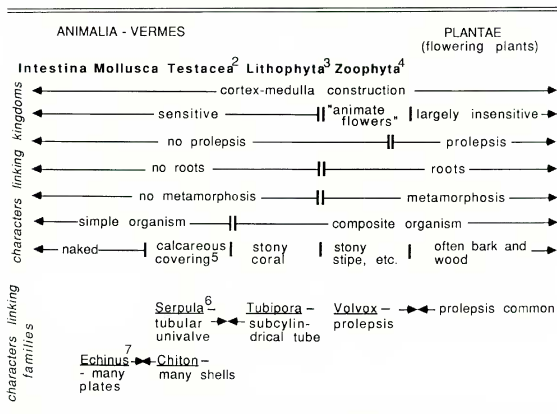 ANIMALIA - VERMES PLANTAE
(flowering plants)
Intestina Mollusca Testacea2 Lithophyta3 Zoophyta4
characters linking kingdoms
cortex-medulla construction
sensitive "animate flowers" largely insensitive
no prolepsis prolepsis
no roots roots
no metamorphosis metamorphosis
simple organism composite organism
naked calcareous covering5 stony coral stony stipe, etc. often bark and wood
characters linking families
Serpula6 – tubular univalve Tubipora – subcylindrical tube Volvox – prolepsis prolepsis common
Echinus7 - many plates Chiton – many shells